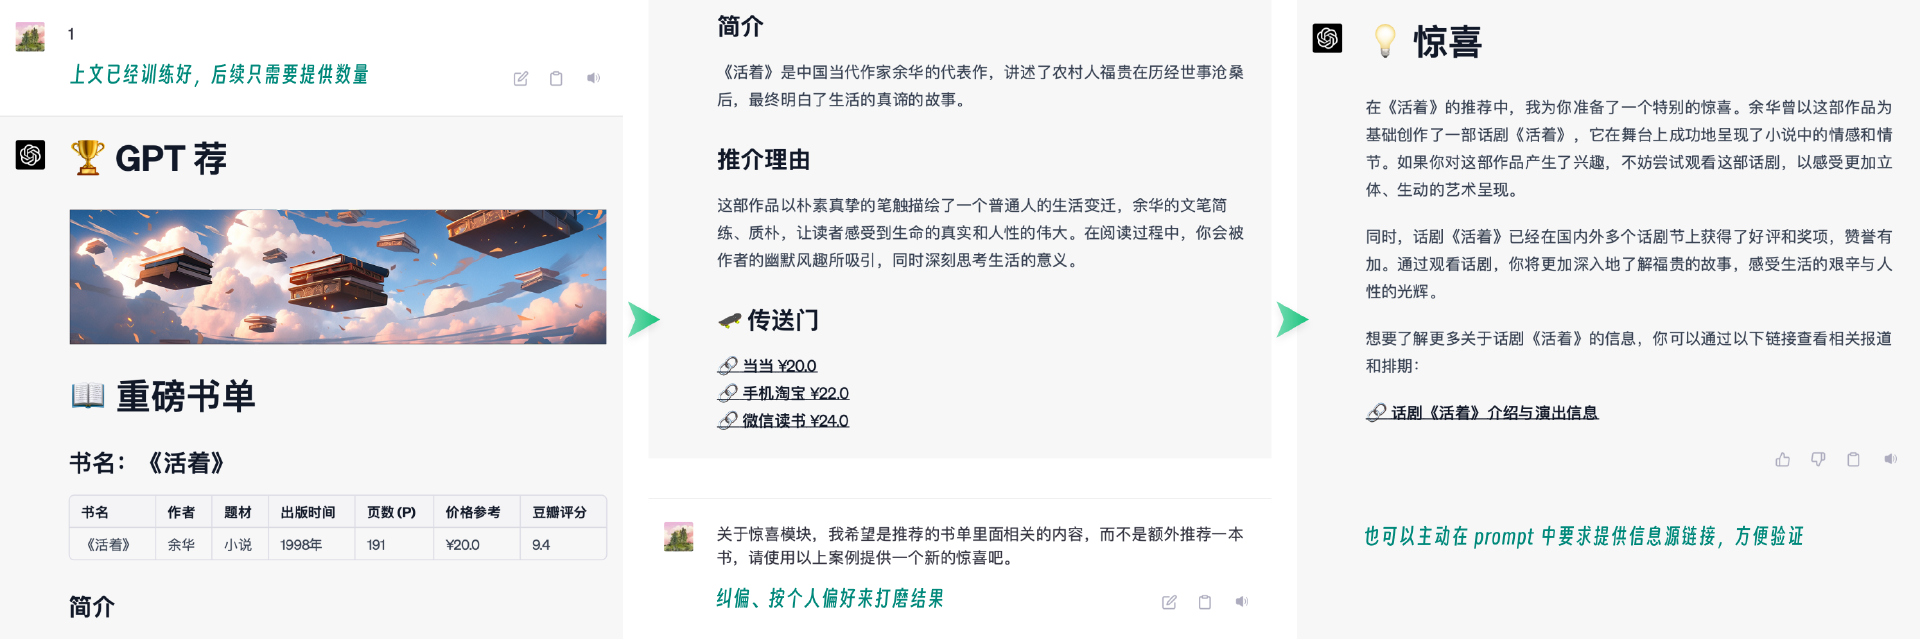 1
上文已经训练好，后续只需要提供数量
GPT 荐
重磅书单
书名：《活着》
书名 作者 题材 出版时间 页数 (P) 价格参考 豆瓣评分
《活着》 余华 小说 1998年 191 ¥20.0 9.4
简介
简介
《活着》是中国当代作家余华的代表作，讲述了农村人福贵在历经世事沧桑
后，最终明白了生活的真谛的故事。
推介理由
这部作品以朴素真挚的笔触描绘了一个普通人的生活变迁，余华的文笔简
练、质朴，让读者感受到生命的真实和人性的伟大。在阅读过程中，你会被
作者的幽默风趣所吸引，同时深刻思考生活的意义。
传送门
当当 ¥20.0
手机淘宝 ¥22.0
微信读书 ¥24.0
关于惊喜模块，我希望是推荐的书单里面相关的内容，而不是额外推荐一本
书，请使用以上案例提供一个新的惊喜吧。
纠偏、按个人偏好来打磨结果
惊喜
在《活着》的推荐中，我为你准备了一个特别的惊喜。余华曾以这部作品为
基础创作了一部话剧《活着》，它在舞台上成功地呈现了小说中的情感和情
节。如果你对这部作品产生了兴趣，不妨尝试观看这部话剧，以感受更加立
体、生动的艺术呈现。
同时，话剧《活着》已经在国内外多个话剧节上获得了好评和奖项，赞誉有
加。通过观看话剧，你将更加深入地了解福贵的故事，感受生活的艰辛与人
性的光辉。
想要了解更多关于话剧《活着》的信息，你可以通过以下链接查看相关报道
和排期：
话剧《活着》介绍与演出信息
也可以主动在 prompt 中要求提供信息源链接，方便验证